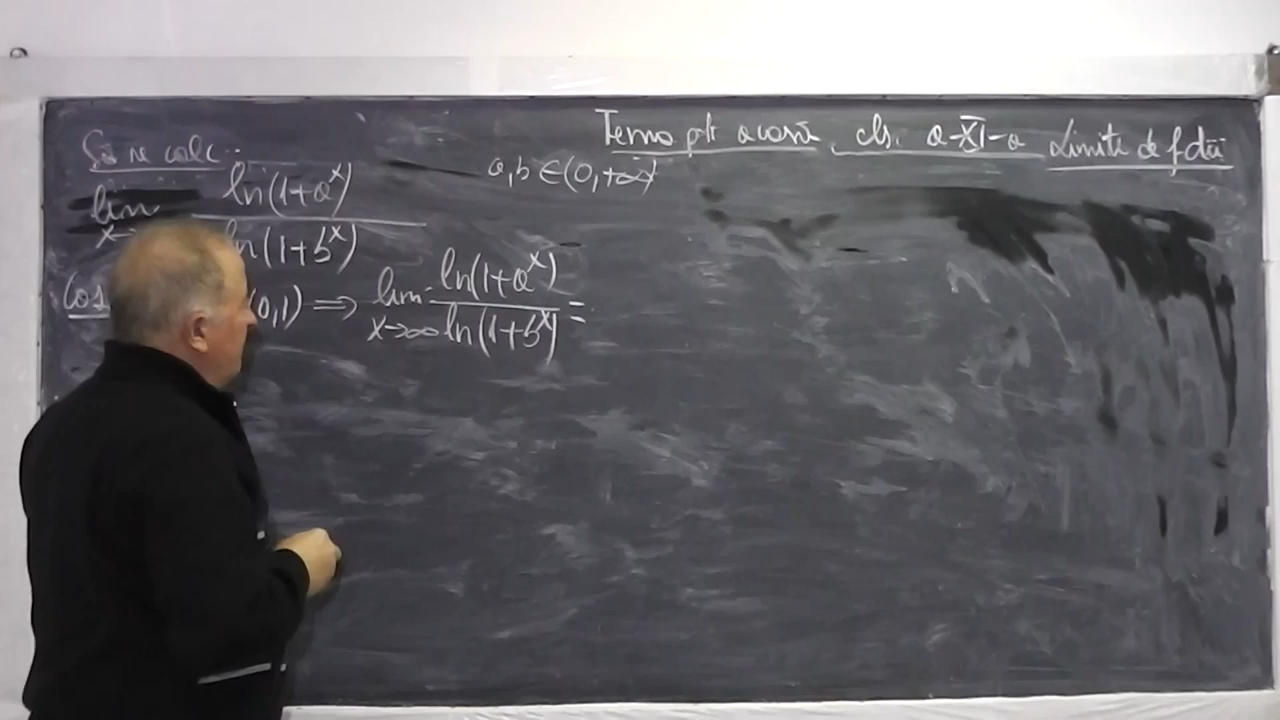 Temă pt acasă, cls. a-XI-a Limite de f
Să se calc.:
a,b ∈ (0,+∞)
lim x→ ln(1+a^x) / ln(1+b^x)
(0,1) ⇒ lim x→∞ ln(1+a^x) / ln(1+b^x) =